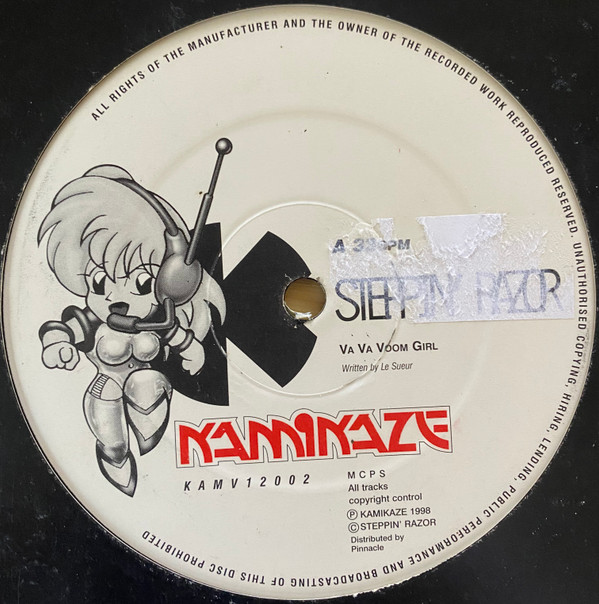 ALL RIGHTS OF THE MANUFACTURER AND THE OWNER OF THE RECORDED WORK REPRODUCED RESERVED. UNAUTHORISED COPYING, HIRING, LENDING, PUBLIC PERFORMANCE AND BROADCASTING OF THIS DISC PROHIBITED
A 33RPM
STEPPIN' RAZOR
VA VA VOOM GIRL
Written by Le Sueur
KAMIKAZE
KAMV12002
MCPS
All tracks
copyright control
Ⓟ KAMIKAZE 1998
© STEPPIN' RAZOR
Distributed by
Pinnacle